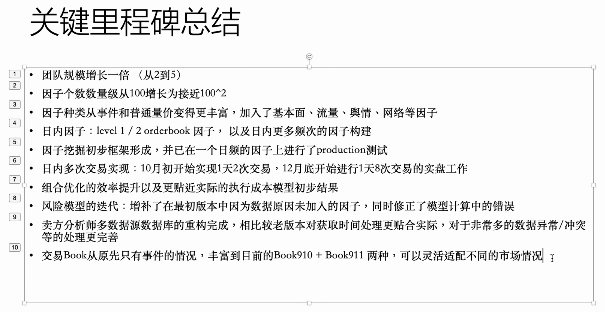 关键里程碑总结
1
• 团队规模增长一倍 （从2到5）
2
• 因子个数数量级从100增长为接近100^2
3
• 因子种类从事件和普通量价变得更丰富，加入了基本面、流量、舆情、网络等因子
4
• 日内因子：level 1 / 2 orderbook 因子， 以及日内更多频次的因子构建
5
• 因子挖掘初步框架形成，并已在一个日频的因子上进行了production测试
6
• 日内多次交易实现：10月初开始实现1天2次交易，12月底开始进行1天8次交易的实盘工作
7
• 组合优化的效率提升以及更贴近实际的执行成本模型初步结果
8
• 风险模型的迭代：增补了在最初版本中因为数据原因未加入的因子，同时修正了模型计算中的错误
9
• 卖方分析师多数据源数据库的重构完成，相比较老版本对获取时间处理更贴合实际，对于非常多的数据异常/冲突
等的处理更完善
10
• 交易Book从原先只有事件的情况，丰富到目前的Book910 + Book911 两种，可以灵活适配不同的市场情况